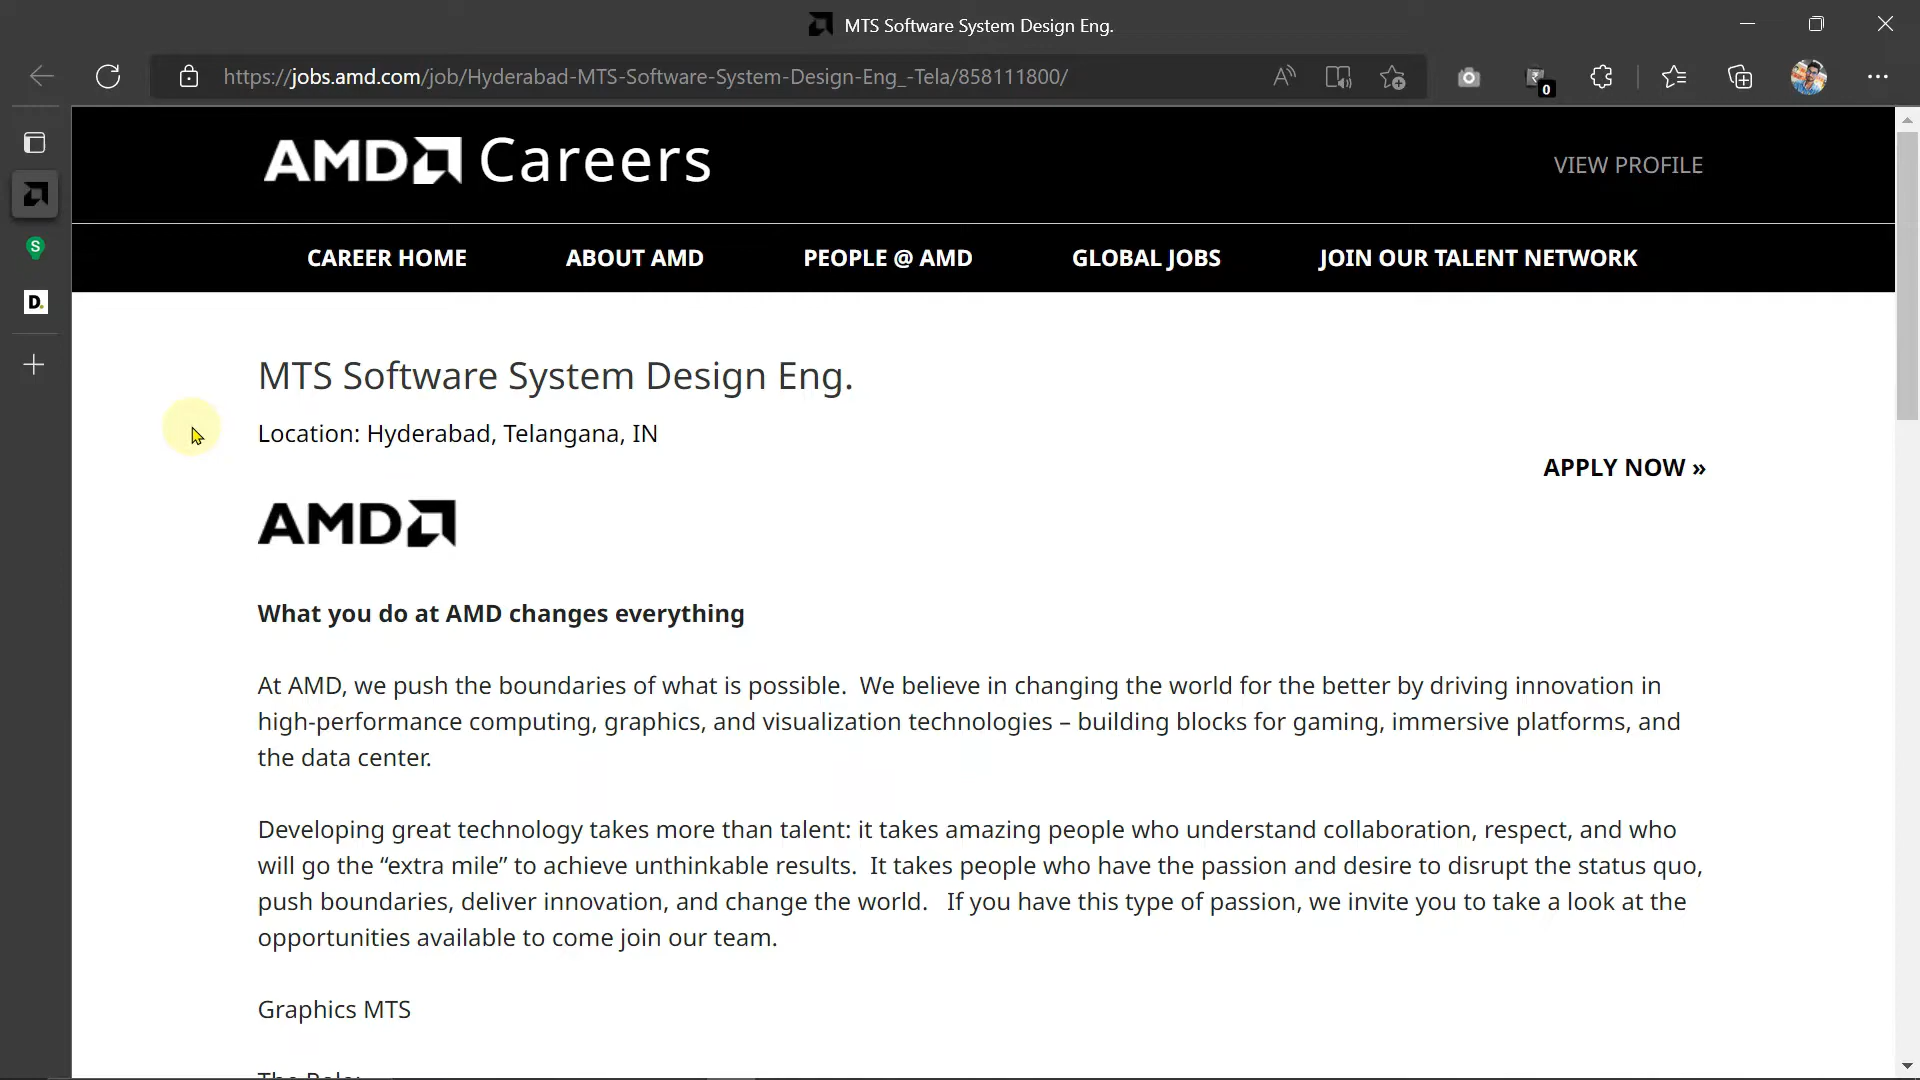 MTS Software System Design Eng.
https://jobs.amd.com/job/Hyderabad-MTS-Software-System-Design-Eng_-Tela/858111800/
0
AMD Careers
VIEW PROFILE
S
CAREER HOME ABOUT AMD PEOPLE @ AMD GLOBAL JOBS JOIN OUR TALENT NETWORK
D.
MTS Software System Design Eng.
Location: Hyderabad, Telangana, IN
APPLY NOW »
AMD
What you do at AMD changes everything
At AMD, we push the boundaries of what is possible.  We believe in changing the world for the better by driving innovation in
high-performance computing, graphics, and visualization technologies – building blocks for gaming, immersive platforms, and
the data center.
Developing great technology takes more than talent: it takes amazing people who understand collaboration, respect, and who
will go the “extra mile” to achieve unthinkable results.  It takes people who have the passion and desire to disrupt the status quo,
push boundaries, deliver innovation, and change the world.   If you have this type of passion, we invite you to take a look at the
opportunities available to come join our team.
Graphics MTS
The Role: